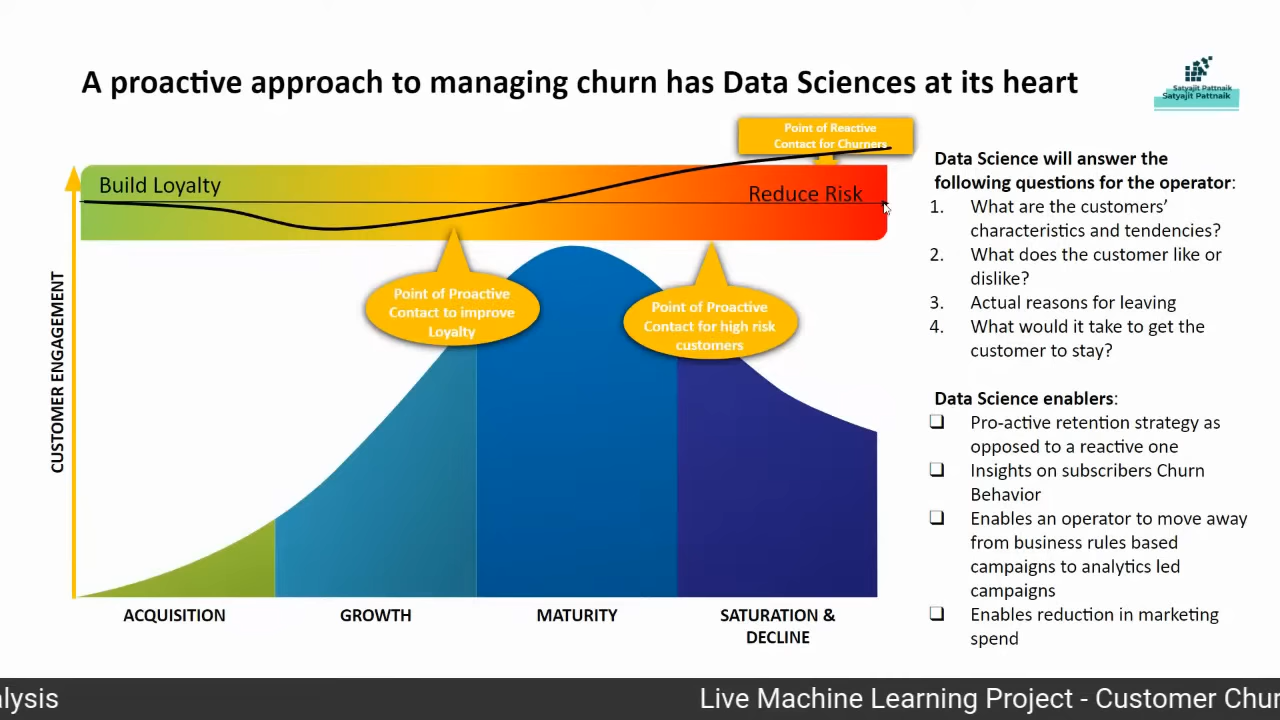 A proactive approach to managing churn has Data Sciences at its heart
Satyajit Pattnaik
Satyajit Pattnaik
Point of Reactive
Contact for Churners
Build Loyalty
Reduce Risk
Point of Proactive
Contact to improve
Loyalty
Point of Proactive
Contact for high risk
customers
CUSTOMER ENGAGEMENT
ACQUISITION
GROWTH
MATURITY
SATURATION &
DECLINE
Data Science will answer the
following questions for the operator:
1. What are the customers’
characteristics and tendencies?
2. What does the customer like or
dislike?
3. Actual reasons for leaving
4. What would it take to get the
customer to stay?
Data Science enablers:
❑ Pro-active retention strategy as
opposed to a reactive one
❑ Insights on subscribers Churn
Behavior
❑ Enables an operator to move away
from business rules based
campaigns to analytics led
campaigns
❑ Enables reduction in marketing
spend
alysis
Live Machine Learning Project - Customer Chur